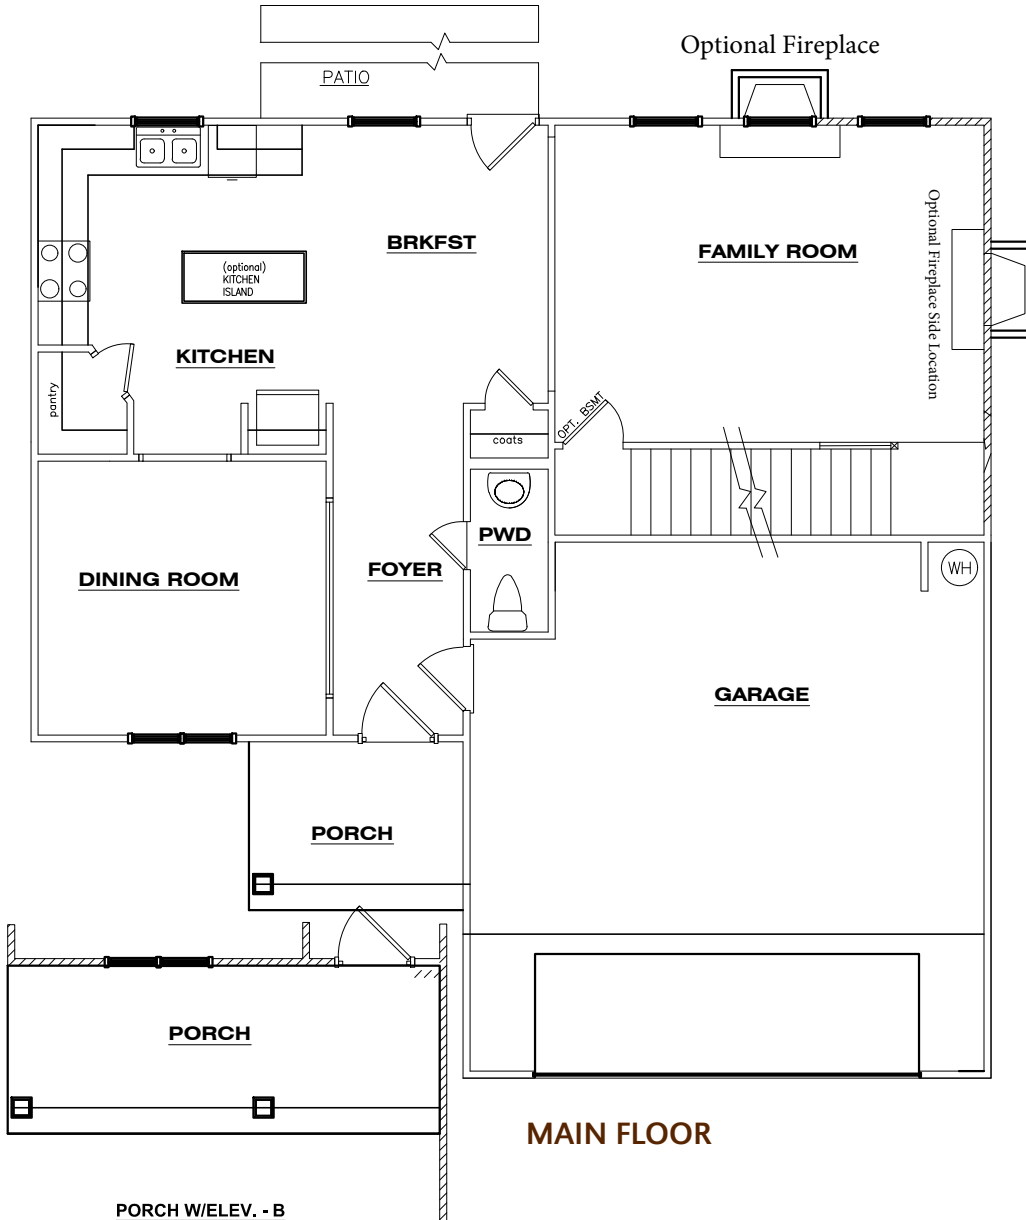 Optional Fireplace
PATIO
BRKFST
FAMILY ROOM
Optional Fireplace Side Location
(optional)
KITCHEN
ISLAND
KITCHEN
pantry
OPT. BSMT
coats
PWD
DINING ROOM
FOYER
WH
GARAGE
PORCH
PORCH
MAIN FLOOR
PORCH W/ELEV. - B